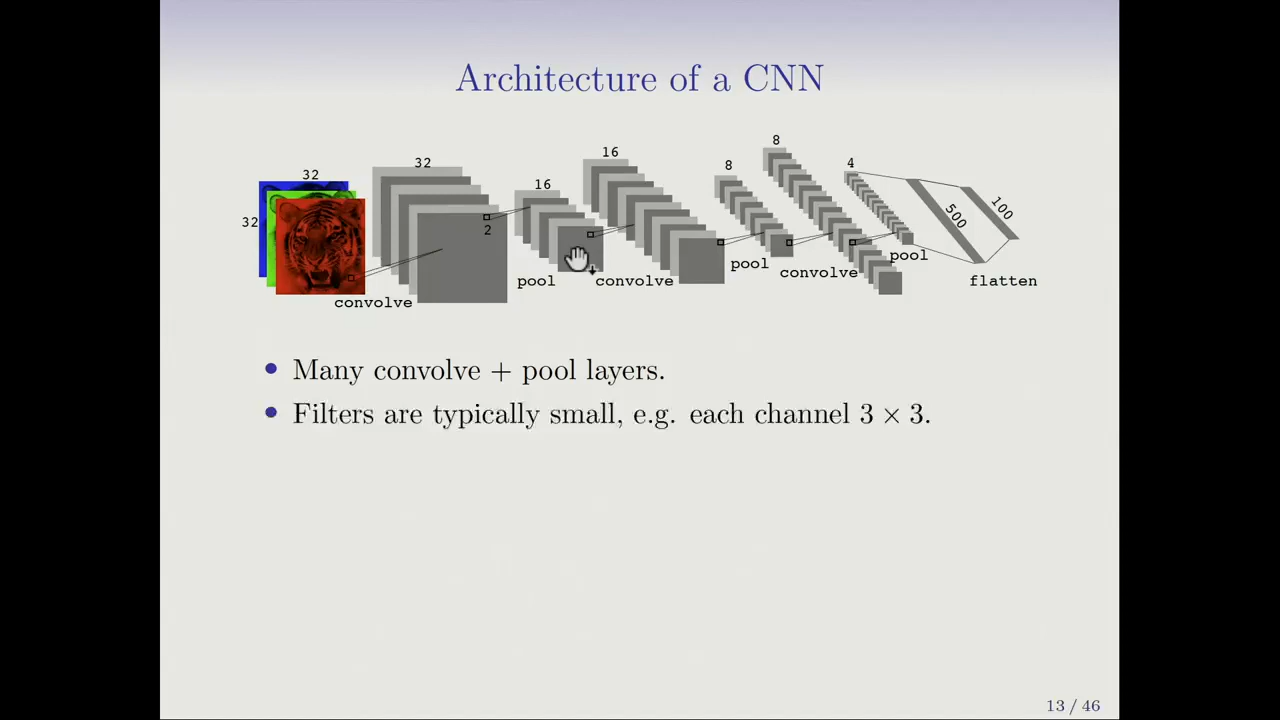 Architecture of a CNN
32
32
32
2
16
16
8
8
4
500
100
convolve
pool
convolve
pool
convolve
pool
flatten
• Many convolve + pool layers.
• Filters are typically small, e.g. each channel 3 × 3.
13 / 46